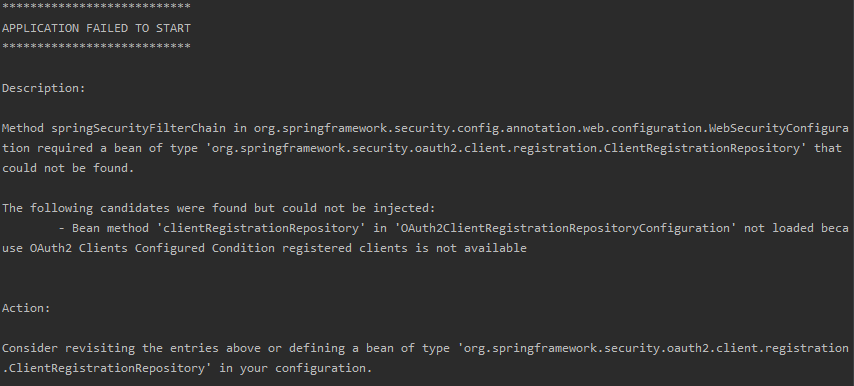 ***************************
APPLICATION FAILED TO START
***************************
Description:
Method springSecurityFilterChain in org.springframework.security.config.annotation.web.configuration.WebSecurityConfigura
tion required a bean of type 'org.springframework.security.oauth2.client.registration.ClientRegistrationRepository' that
could not be found.
The following candidates were found but could not be injected:
- Bean method 'clientRegistrationRepository' in 'OAuth2ClientRegistrationRepositoryConfiguration' not loaded beca
use OAuth2 Clients Configured Condition registered clients is not available
Action:
Consider revisiting the entries above or defining a bean of type 'org.springframework.security.oauth2.client.registration
.ClientRegistrationRepository' in your configuration.